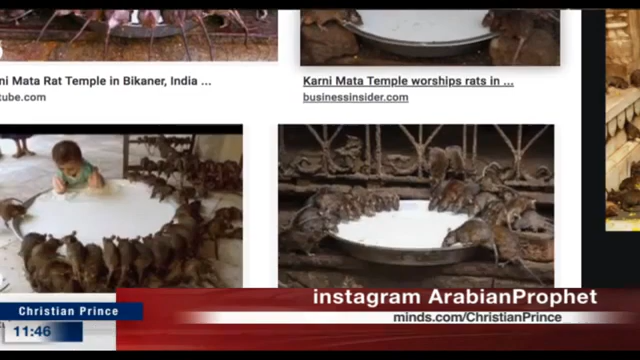 ni Mata Rat Temple in Bikaner, India ...
tube.com
Karni Mata Temple worships rats in ...
businessinsider.com
instagram ArabianProphet
Christian Prince
minds.com/ChristianPrince
11:46